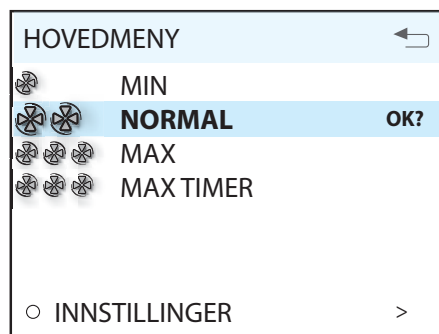 HOVEDMENY
MIN
NORMAL OK?
MAX
MAX TIMER
INNSTILLINGER >